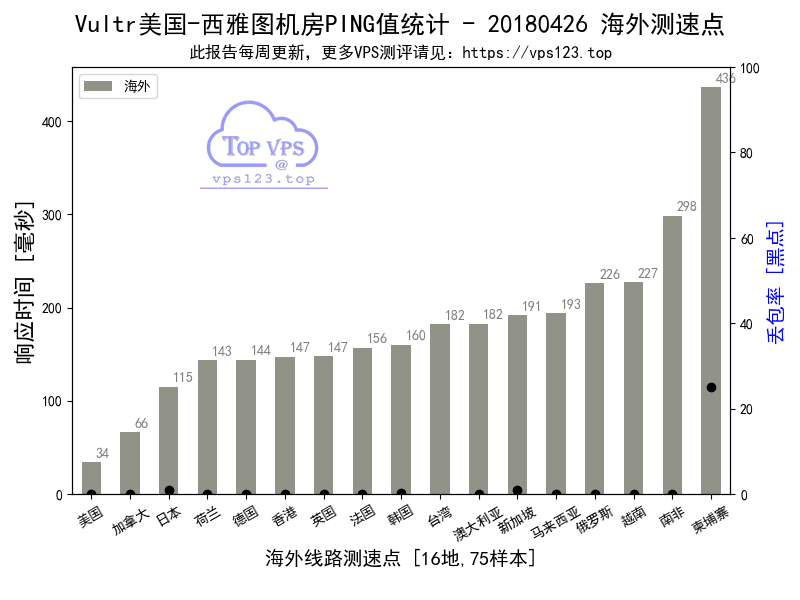 Vultr美国-西雅图机房PING值统计 - 20180426 海外测速点
此报告每周更新，更多VPS测评请见：https://vps123.top
海外
TOP VPS
@
vps123.top
响应时间 [毫秒]
400
300
200
100
0
34
66
115
143
144
147
147
156
160
182
182
191
193
226
227
298
436
100
80
60
40
20
0
丢包率 [黑点]
美国
加拿大
日本
荷兰
德国
香港
英国
法国
韩国
台湾
澳大利亚
新加坡
马来西亚
俄罗斯
越南
南非
柬埔寨
海外线路测速点 [16地,75样本]